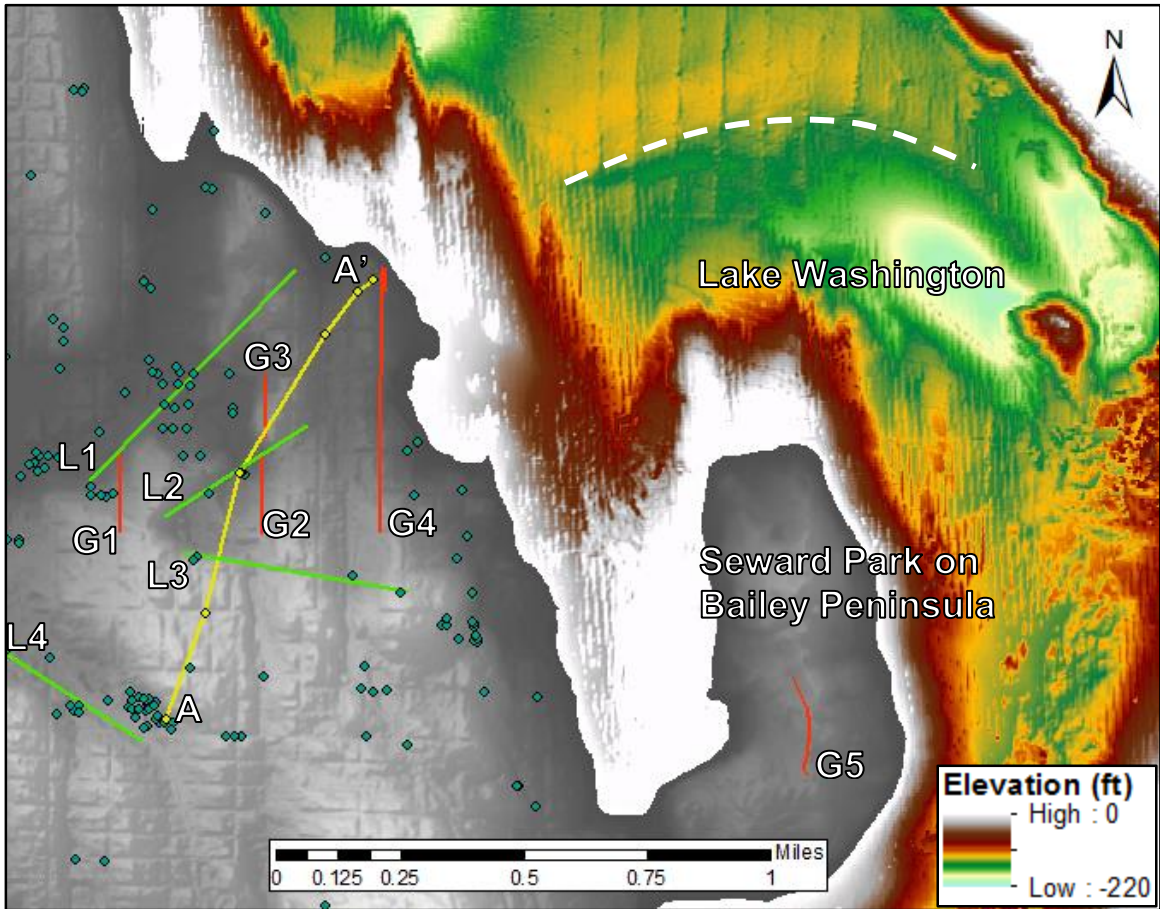 N
Lake Washington
A’
G3
L1
L2
G1
G2
G4
L3
Seward Park on
Bailey Peninsula
L4
A
G5
Elevation (ft)
High : 0
Low : -220
Miles
0 0.125 0.25 0.5 0.75 1